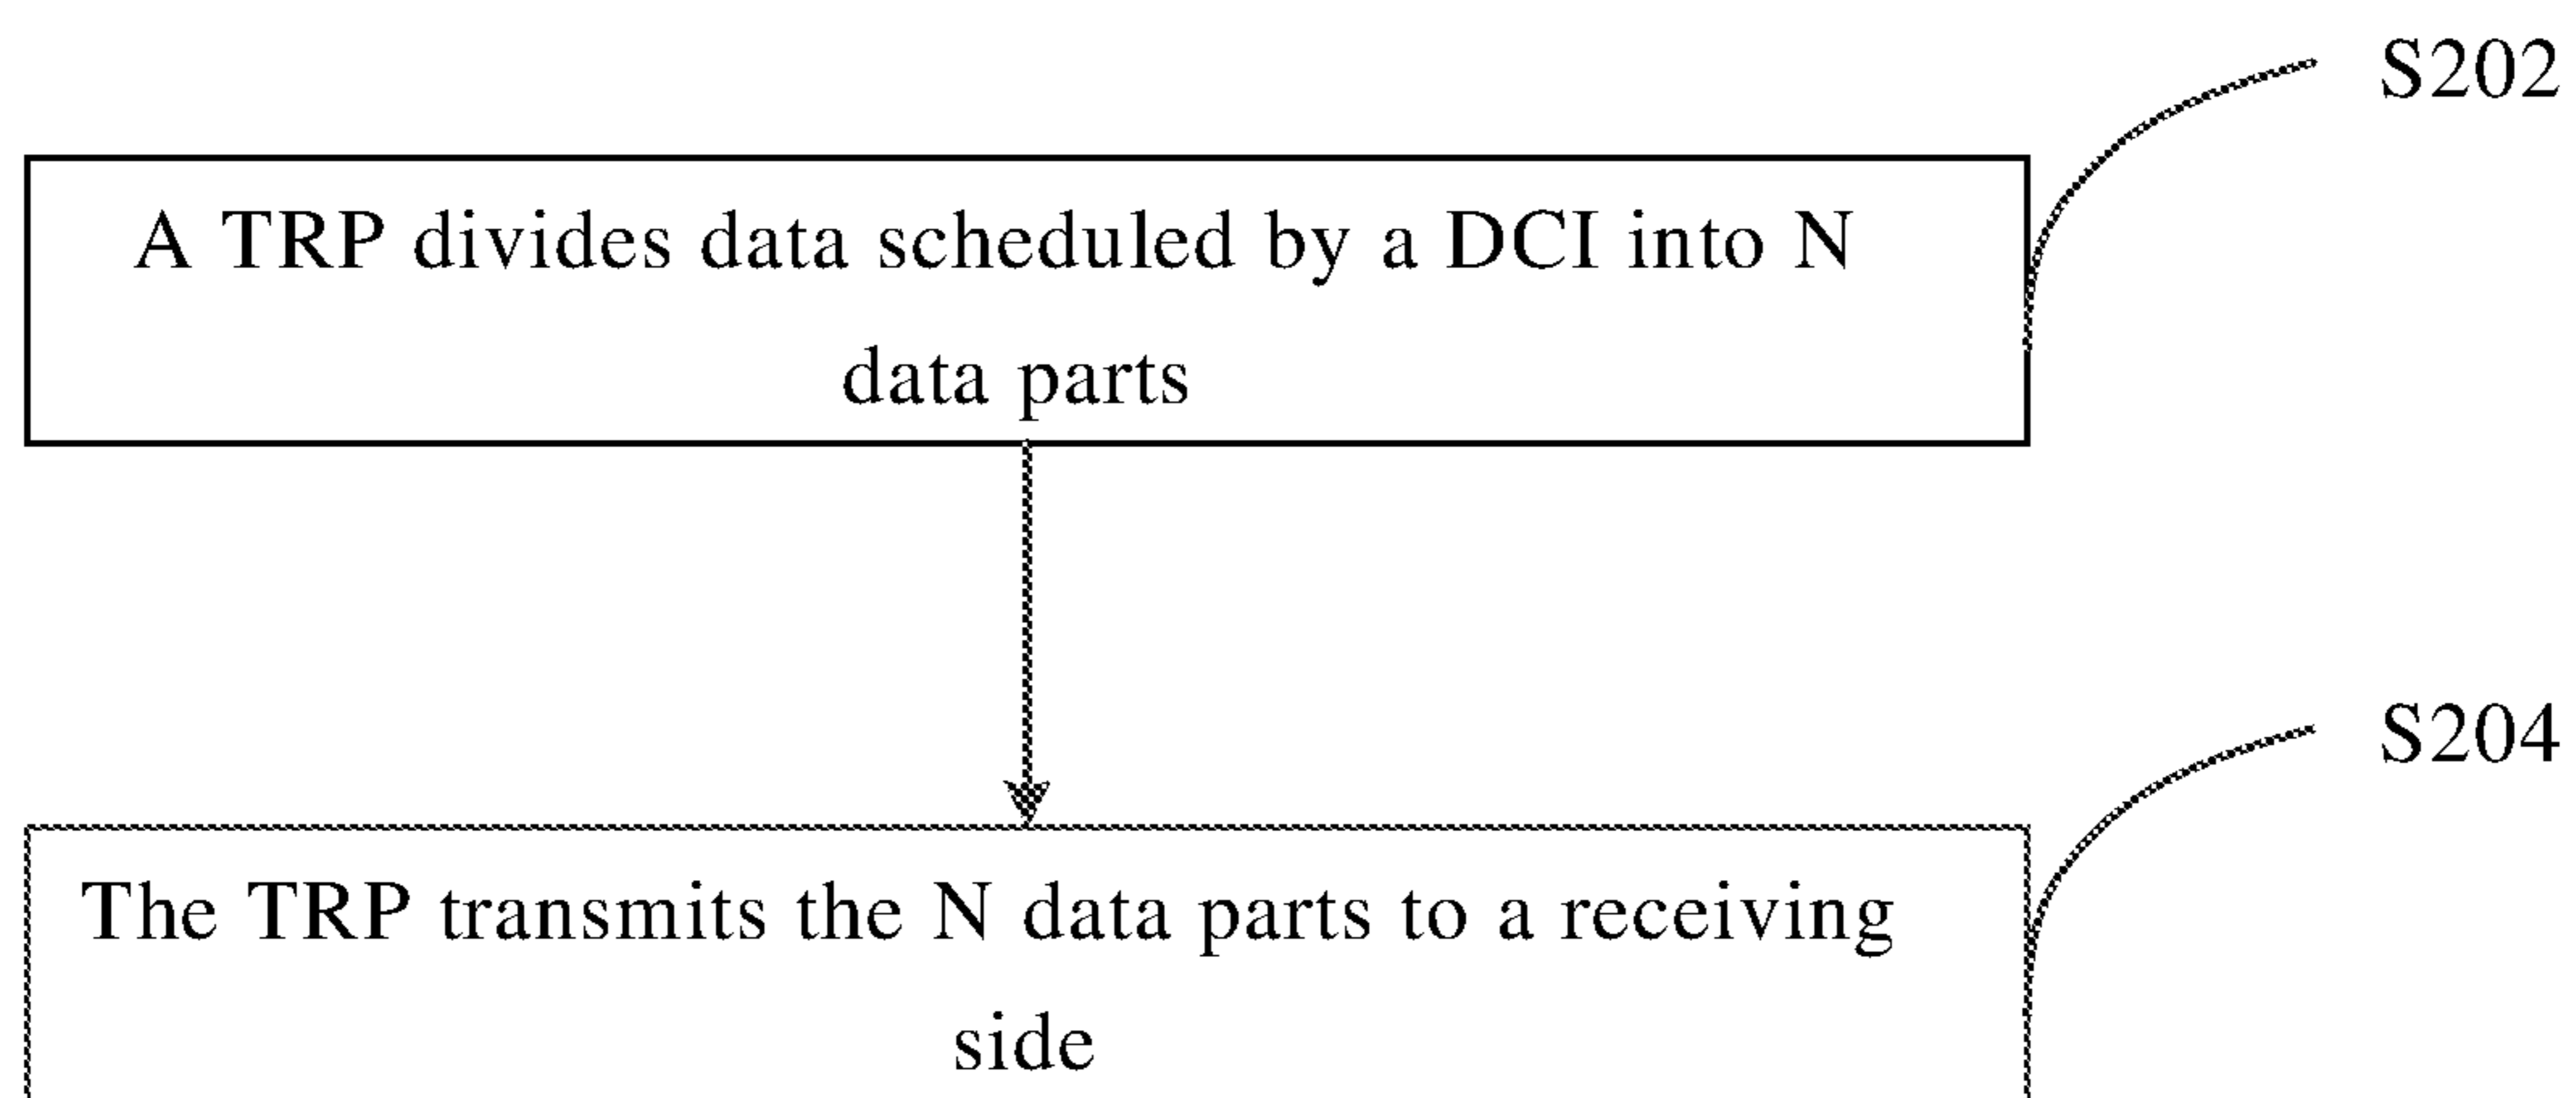 S202
A TRP divides data scheduled by a DCI into N
data parts
S204
The TRP transmits the N data parts to a receiving
side